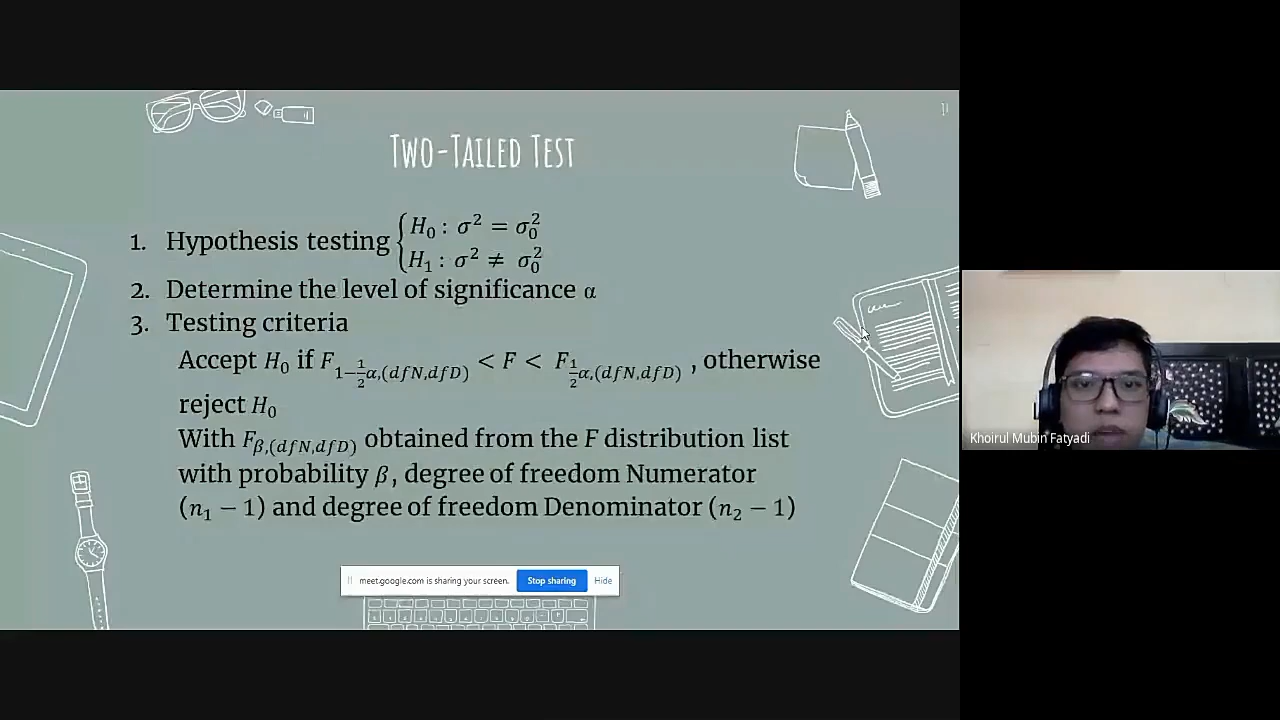 11
TWO-TAILED TEST
1. Hypothesis testing { H₀ : σ² = σ₀²
H₁ : σ² ≠ σ₀²
2. Determine the level of significance α
3. Testing criteria
Accept H₀ if F₁₋½α,(dfN,dfD) < F < F½α,(dfN,dfD) , otherwise
reject H₀
With Fβ,(dfN,dfD) obtained from the F distribution list
with probability β, degree of freedom Numerator
(n₁ − 1) and degree of freedom Denominator (n₂ − 1)
meet.google.com is sharing your screen. Stop sharing Hide
Khoirul Mubin Fatyadi